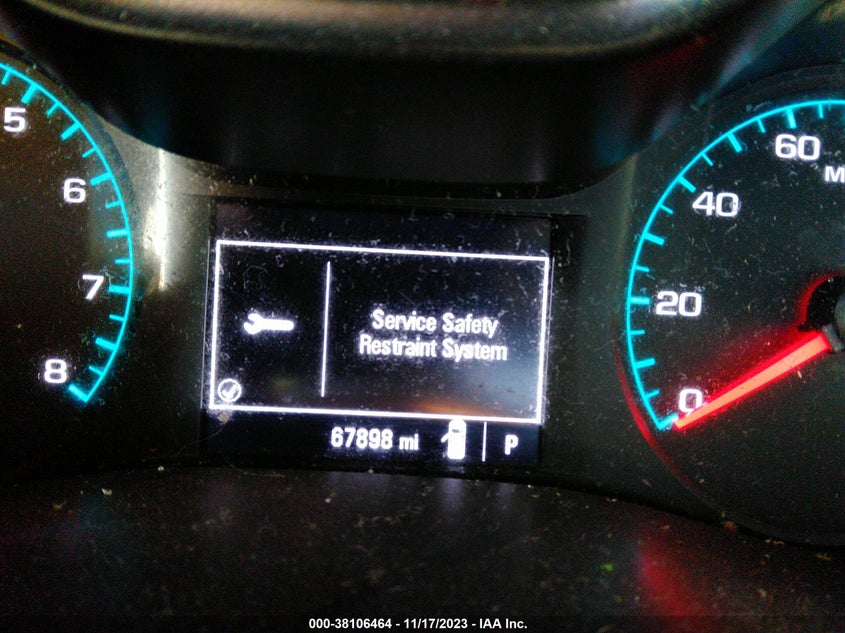 5
6
7
8
60
M
40
20
0
Service Safety
Restraint System
67898 mi
P
000-38106464 - 11/17/2023 - IAA Inc.